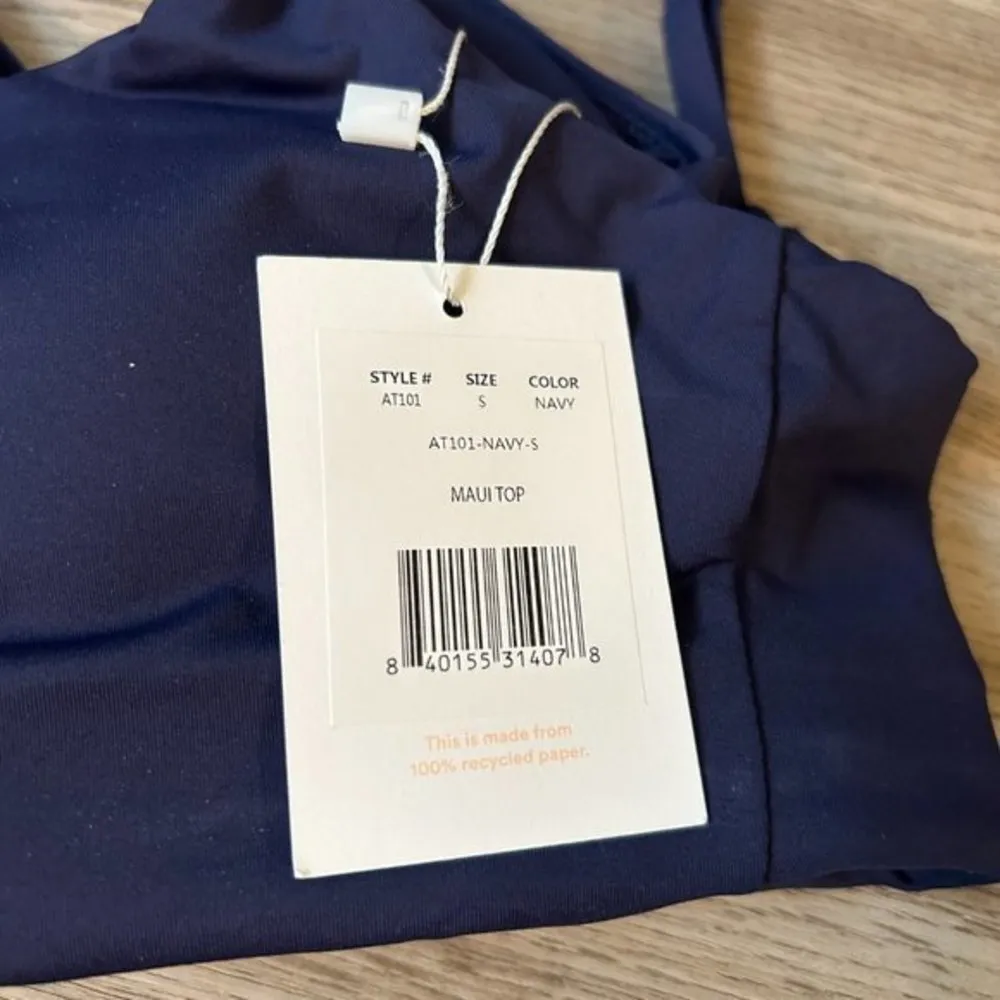 STYLE # SIZE COLOR
AT101 S NAVY
AT101-NAVY-S
MAUI TOP
8 40155 31407 8
This is made from
100% recycled paper.